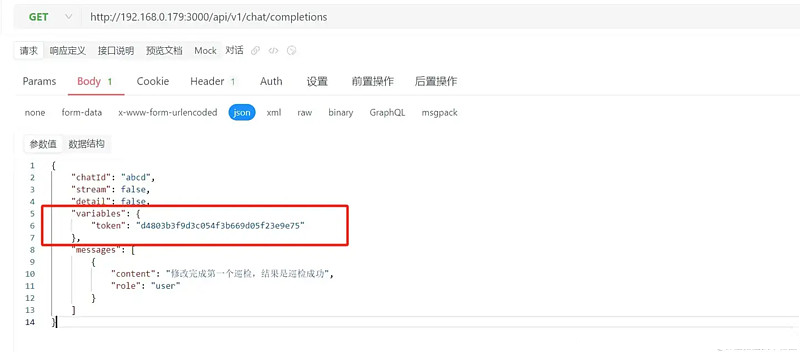 GET http://192.168.0.179:3000/api/v1/chat/completions
请求 响应定义 接口说明 预览文档 Mock 对话
Params Body 1 Cookie Header 1 Auth 设置 前置操作 后置操作
none form-data x-www-form-urlencoded json xml raw binary GraphQL msgpack
参数值 数据结构
1 {
2 "chatId": "abcd",
3 "stream": false,
4 "detail": false,
5 "variables": {
6 "token": "d4803b3f9d3c054f3b669d05f23e9e75"
7 },
8 "messages": [
9 {
10 "content": "修改完成第一个巡检，结果是巡检成功",
11 "role": "user"
12 }
13 ]
14 }